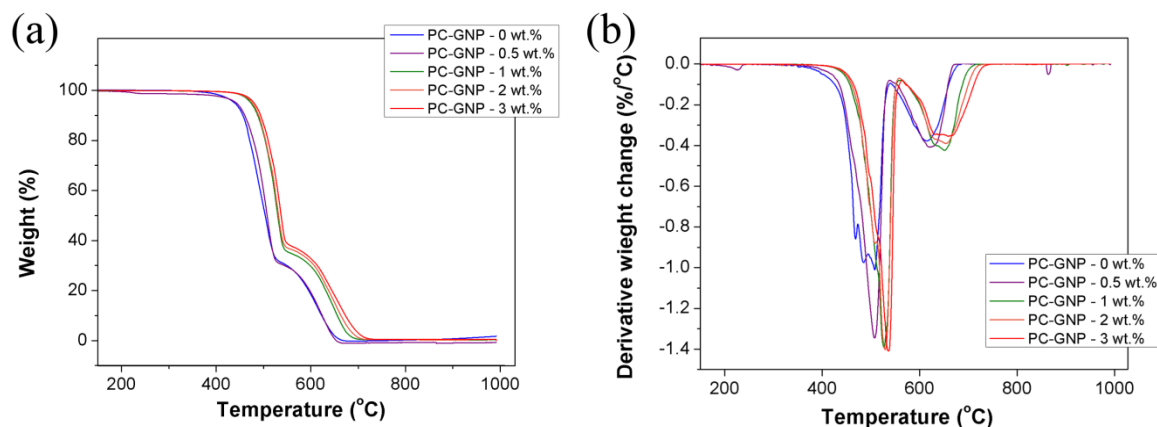 (a)
PC-GNP - 0 wt.%
PC-GNP - 0.5 wt.%
PC-GNP - 1 wt.%
PC-GNP - 2 wt.%
PC-GNP - 3 wt.%
100
80
60
40
20
0
Weight (%)
200 400 600 800 1000
Temperature (°C)
(b)
0.0
-0.2
-0.4
-0.6
-0.8
-1.0
-1.2
-1.4
Derivative wieght change (%/°C)
PC-GNP - 0 wt.%
PC-GNP - 0.5 wt.%
PC-GNP - 1 wt.%
PC-GNP - 2 wt.%
PC-GNP - 3 wt.%
200 400 600 800 1000
Temperature (°C)